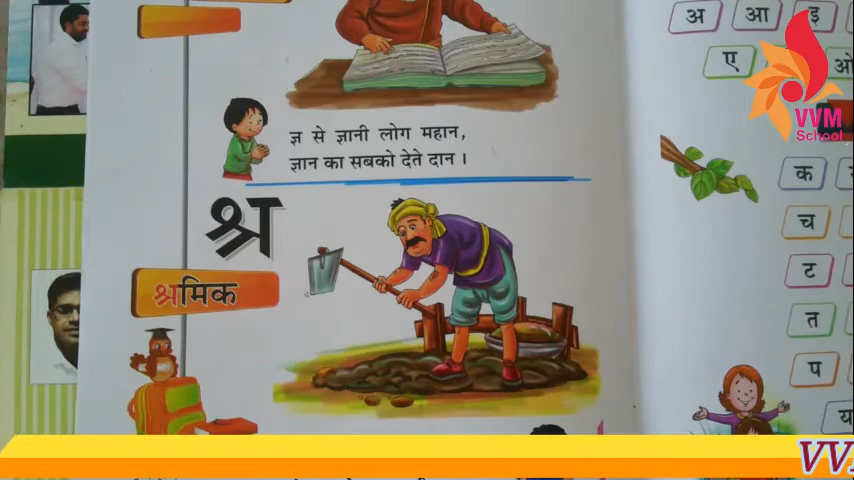 ज्ञ से ज्ञानी लोग महान,
ज्ञान का सबको देते दान।
श्र
श्रमिक
अ आ इ
ए ओ
क
च
ट
त
प
य
VVM
School